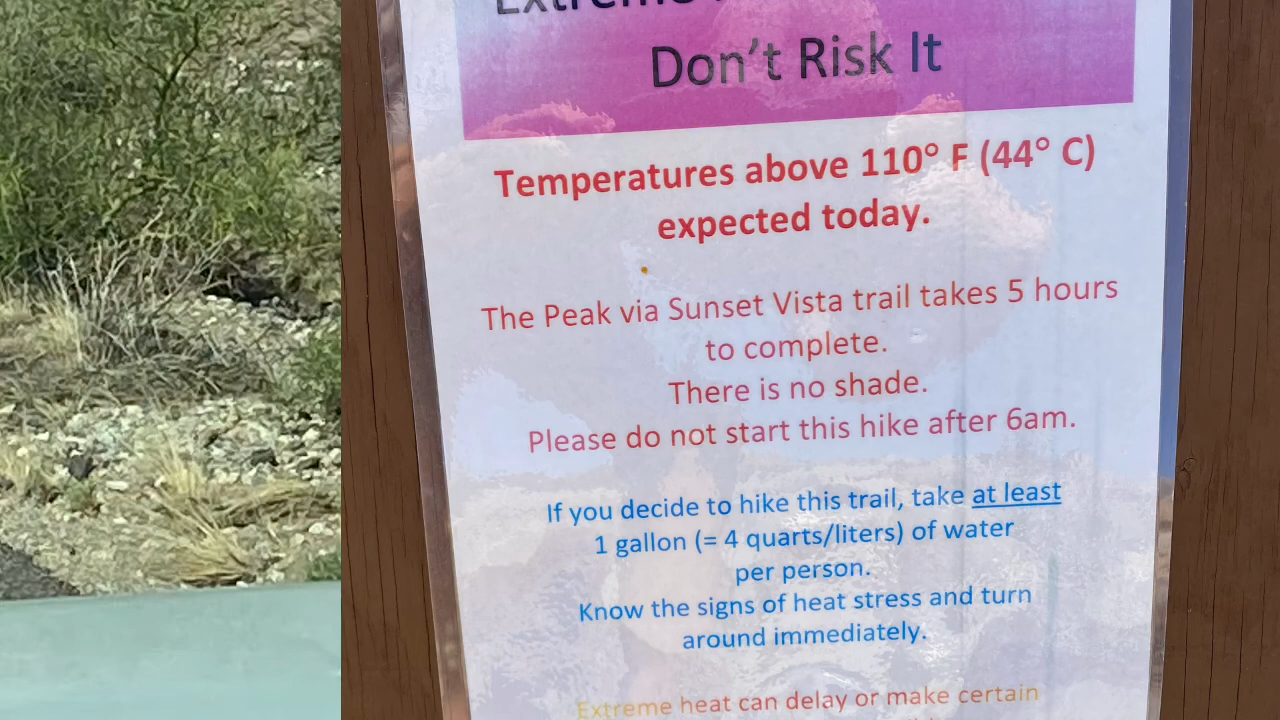 Extreme
Don't Risk It
Temperatures above 110° F (44° C)
expected today.
The Peak via Sunset Vista trail takes 5 hours
to complete.
There is no shade.
Please do not start this hike after 6am.
If you decide to hike this trail, take at least
1 gallon (= 4 quarts/liters) of water
per person.
Know the signs of heat stress and turn
around immediately.
Extreme heat can delay or make certain